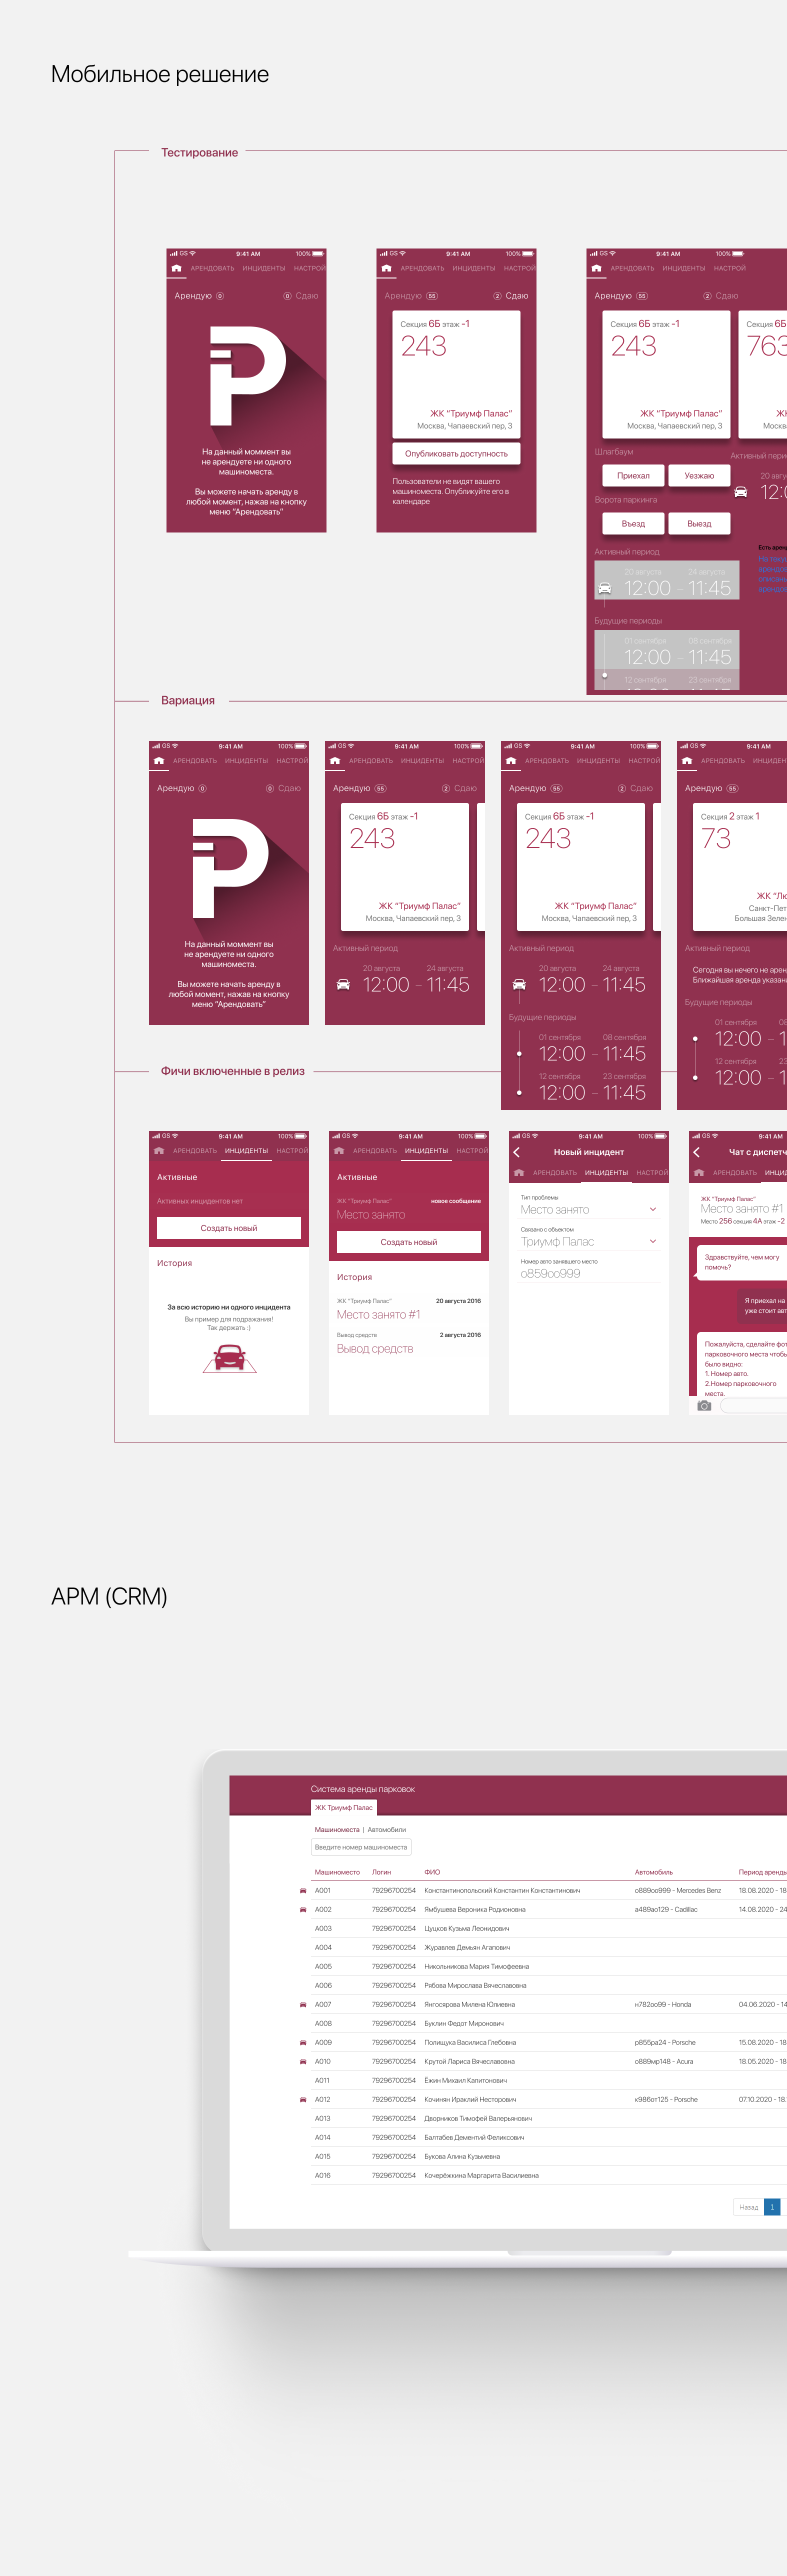 Мобильное решение
Тестирование
GS 9:41 AM 100%
АРЕНДОВАТЬ ИНЦИДЕНТЫ НАСТРОЙ
Арендую 0 0 Сдаю
На данный моммент вы
не арендуете ни одного
машиноместа.
Вы можете начать аренду в
любой момент, нажав на кнопку
меню "Арендовать"
GS 9:41 AM 100%
АРЕНДОВАТЬ ИНЦИДЕНТЫ НАСТРОЙ
Арендую 55 2 Сдаю
Секция 6Б этаж -1
243
ЖК "Триумф Палас"
Москва, Чапаевский пер, 3
Опубликовать доступность
Пользователи не видят вашего
машиноместа. Опубликуйте его в
календаре
GS 9:41 AM 100%
АРЕНДОВАТЬ ИНЦИДЕНТЫ НАСТРОЙ
Арендую 55 2 Сдаю
Секция 6Б этаж -1
243
ЖК "Триумф Палас"
Москва, Чапаевский пер, 3
Секция 6Б
763
Шлагбаум
Приехал Уезжаю
Ворота паркинга
Въезд Выезд
Активный период
20 августа 24 августа
12:00 – 11:45
Будущие периоды
01 сентября 08 сентября
12:00 – 11:45
12 сентября 23 сентября
Вариация
GS 9:41 AM 100%
АРЕНДОВАТЬ ИНЦИДЕНТЫ НАСТРОЙ
Арендую 0 0 Сдаю
На данный моммент вы
не арендуете ни одного
машиноместа.
Вы можете начать аренду в
любой момент, нажав на кнопку
меню "Арендовать"
GS 9:41 AM 100%
АРЕНДОВАТЬ ИНЦИДЕНТЫ НАСТРОЙ
Арендую 55 2 Сдаю
Секция 6Б этаж -1
243
ЖК "Триумф Палас"
Москва, Чапаевский пер, 3
Активный период
20 августа 24 августа
12:00 – 11:45
GS 9:41 AM 100%
АРЕНДОВАТЬ ИНЦИДЕНТЫ НАСТРОЙ
Арендую 55 2 Сдаю
Секция 6Б этаж -1
243
ЖК "Триумф Палас"
Москва, Чапаевский пер, 3
Активный период
20 августа 24 августа
12:00 – 11:45
Будущие периоды
01 сентября 08 сентября
12:00 – 11:45
12 сентября 23 сентября
12:00 – 11:45
GS 9:41 AM
АРЕНДОВАТЬ ИНЦИДЕН
Арендую 55
Секция 2 этаж 1
73
ЖК "Лю
Санкт-Пет
Большая Зелен
Активный период
Сегодня вы нечего не арен
Ближайшая аренда указана
Будущие периоды
01 сентября 08
12:00 – 1
12 сентября 23
12:00 – 1
Фичи включенные в релиз
GS 9:41 AM 100%
АРЕНДОВАТЬ ИНЦИДЕНТЫ НАСТРОЙ
Активные
Активных инцидентов нет
Создать новый
История
За всю историю ни одного инцидента
Вы пример для подражания!
Так держать :)
GS 9:41 AM 100%
АРЕНДОВАТЬ ИНЦИДЕНТЫ НАСТРОЙ
Активные
ЖК "Триумф Палас" новое сообщение
Место занято
Создать новый
История
ЖК "Триумф Палас" 20 августа 2016
Место занято #1
Вывод средств 2 августа 2016
Вывод средств
GS 9:41 AM 100%
Новый инцидент
АРЕНДОВАТЬ ИНЦИДЕНТЫ НАСТРОЙ
Тип проблемы
Место занято
Связано с объектом
Триумф Палас
Номер авто занявшего место
о859оо999
GS 9:41 AM
Чат с диспетч
АРЕНДОВАТЬ ИНЦИД
ЖК "Триумф Палас"
Место занято #1
Место 256 секция 4А этаж -2
Здравствуйте, чем могу
помочь?
Я приехал на
уже стоит авт
Пожалуйста, сделайте фот
парковочного места чтобы
было видно:
1. Номер авто.
2.Номер парковочного
места.
АРМ (CRM)
Система аренды парковок
ЖК Триумф Палас
Машиноместа | Автомобили
Введите номер машиноместа
Машиноместо Логин ФИО Автомобиль Период аренды
А001 79296700254 Константинопольский Константин Константинович о889оо999 - Mercedes Benz 18.08.2020 - 18
А002 79296700254 Ямбушева Вероника Родионовна а489ао129 - Cadillac 14.08.2020 - 24
А003 79296700254 Цуцков Кузьма Леонидович
А004 79296700254 Журавлев Демьян Агапович
А005 79296700254 Никольникова Мария Тимофеевна
А006 79296700254 Рябова Мирослава Вячеславовна
А007 79296700254 Янгосярова Милена Юлиевна н782оо99 - Honda 04.06.2020 - 14
А008 79296700254 Буклин Федот Миронович
А009 79296700254 Полищука Василиса Глебовна р855ра24 - Porsche 15.08.2020 - 18
А010 79296700254 Крутой Лариса Вячеславовна о889мр148 - Acura 18.05.2020 - 18
А011 79296700254 Ёжин Михаил Капитонович
А012 79296700254 Кочинян Ираклий Несторович к986от125 - Porsche 07.10.2020 - 18.
А013 79296700254 Дворников Тимофей Валерьянович
А014 79296700254 Балтабев Дементий Феликсович
А015 79296700254 Букова Алина Кузьмевна
А016 79296700254 Кочерёжкина Маргарита Василиевна
Назад 1